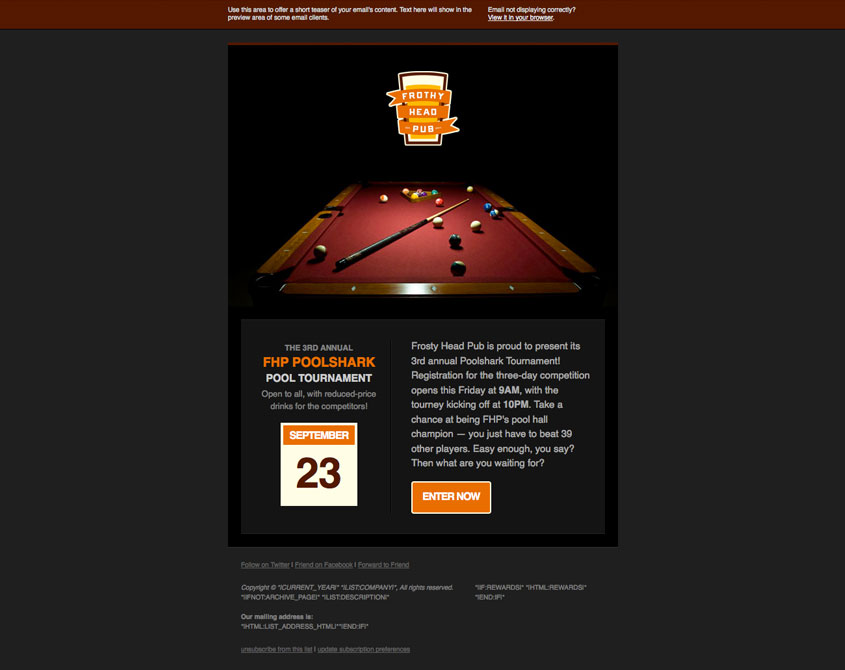 Use this area to offer a short teaser of your email's content. Text here will show in the
preview area of some email clients.
Email not displaying correctly?
View it in your browser.
FROTHY
HEAD
PUB
THE 3RD ANNUAL
FHP POOLSHARK
POOL TOURNAMENT
Open to all, with reduced-price
drinks for the competitors!
SEPTEMBER
23
Frosty Head Pub is proud to present its
3rd annual Poolshark Tournament!
Registration for the three-day competition
opens this Friday at 9AM, with the
tourney kicking off at 10PM. Take a
chance at being FHP's pool hall
champion — you just have to beat 39
other players. Easy enough, you say?
Then what are you waiting for?
ENTER NOW
Follow on Twitter | Friend on Facebook | Forward to Friend
Copyright © *|CURRENT_YEAR|* *|LIST:COMPANY|*, All rights reserved.
*|IFNOT:ARCHIVE_PAGE|* *|LIST:DESCRIPTION|*
*|IF:REWARDS|* *|HTML:REWARDS|*
*|END:IF|*
Our mailing address is:
*|HTML:LIST_ADDRESS_HTML|**|END:IF|*
unsubscribe from this list | update subscription preferences